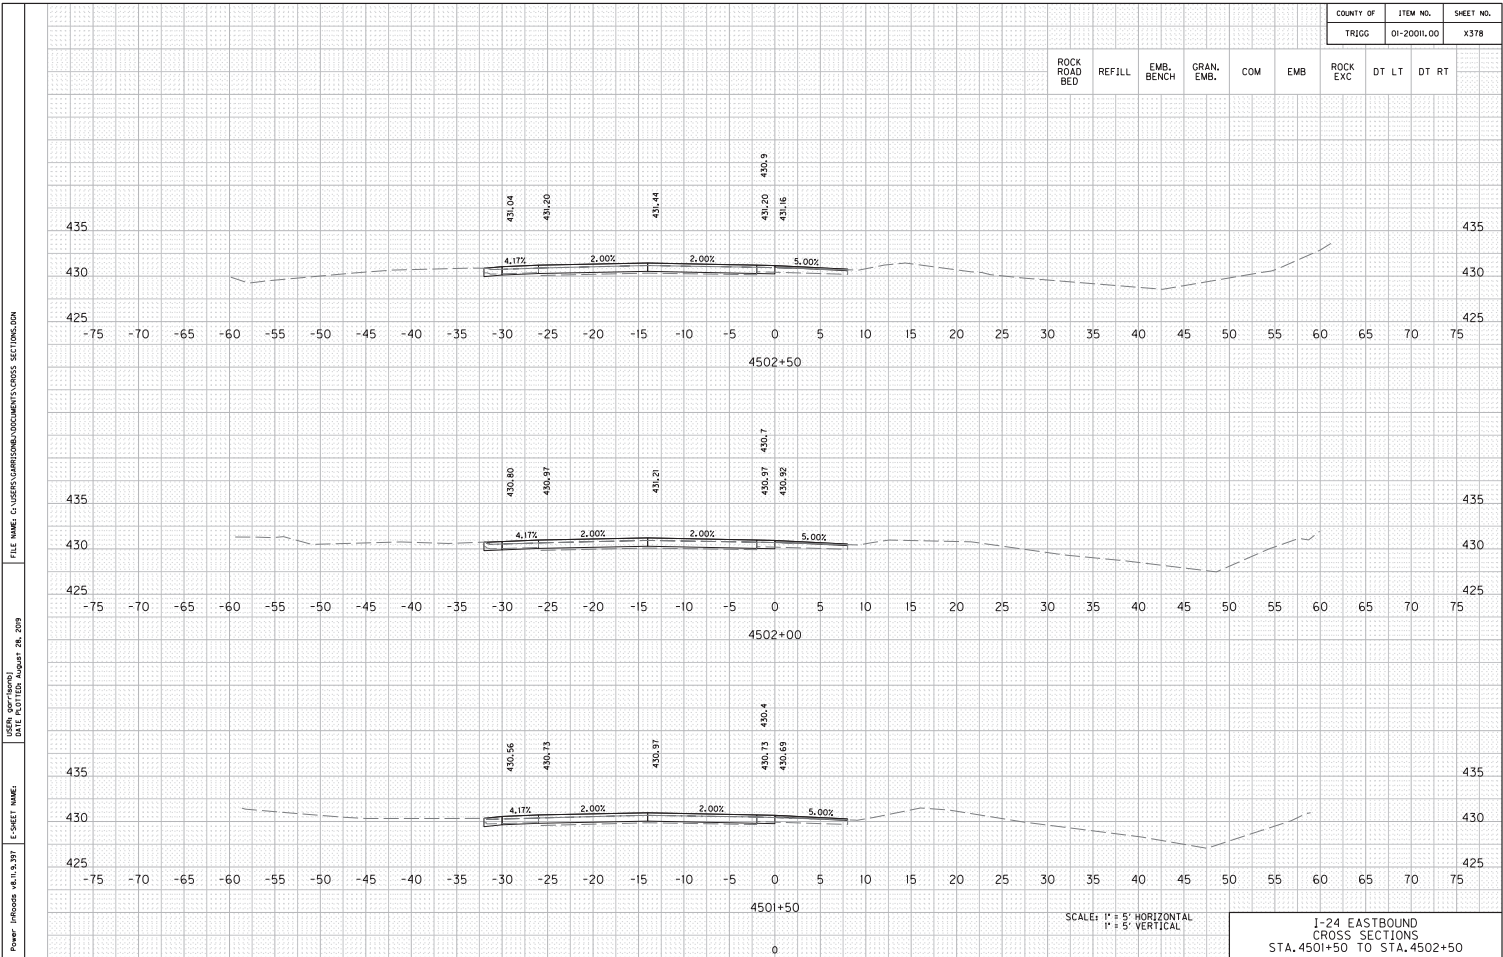 COUNTY OF ITEM NO. SHEET NO.
TRIGG 01-20011.00 X378
ROCK ROAD BED REFILL EMB. BENCH GRAN. EMB. COM EMB ROCK EXC DT LT DT RT
430.9
431.04 431.20 431.44 431.20 431.16
435 435
4.17% 2.00% 2.00% 5.00%
430 430
425 425
-75 -70 -65 -60 -55 -50 -45 -40 -35 -30 -25 -20 -15 -10 -5 0 5 10 15 20 25 30 35 40 45 50 55 60 65 70 75
4502+50
430.7
430.80 430.97 431.21 430.97 430.92
435 435
4.17% 2.00% 2.00% 5.00%
430 430
425 425
-75 -70 -65 -60 -55 -50 -45 -40 -35 -30 -25 -20 -15 -10 -5 0 5 10 15 20 25 30 35 40 45 50 55 60 65 70 75
4502+00
430.4
430.56 430.73 430.97 430.73 430.69
435 435
4.17% 2.00% 2.00% 5.00%
430 430
425 425
-75 -70 -65 -60 -55 -50 -45 -40 -35 -30 -25 -20 -15 -10 -5 0 5 10 15 20 25 30 35 40 45 50 55 60 65 70 75
4501+50
0
SCALE: 1" = 5' HORIZONTAL
1" = 5' VERTICAL
I-24 EASTBOUND
CROSS SECTIONS
STA. 4501+50 TO STA. 4502+50
FILE NAME: C:\USERS\GARRISONBJ\DOCUMENTS\CROSS SECTIONS.DGN
USER: garrisonbj
DATE PLOTTED: August 28, 2019
E-SHEET NAME:
Power InRoads v8.11.9.397